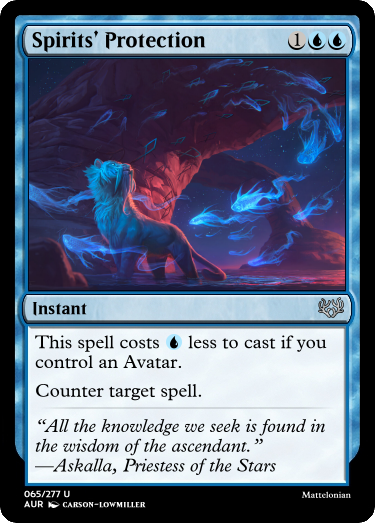 Spirits' Protection 1
Instant
This spell costs less to cast if you
control an Avatar.
Counter target spell.
“All the knowledge we seek is found in
the wisdom of the ascendant.”
—Askalla, Priestess of the Stars
065/277 U
AUR CARSON-LOWMILLER
Mattelonian